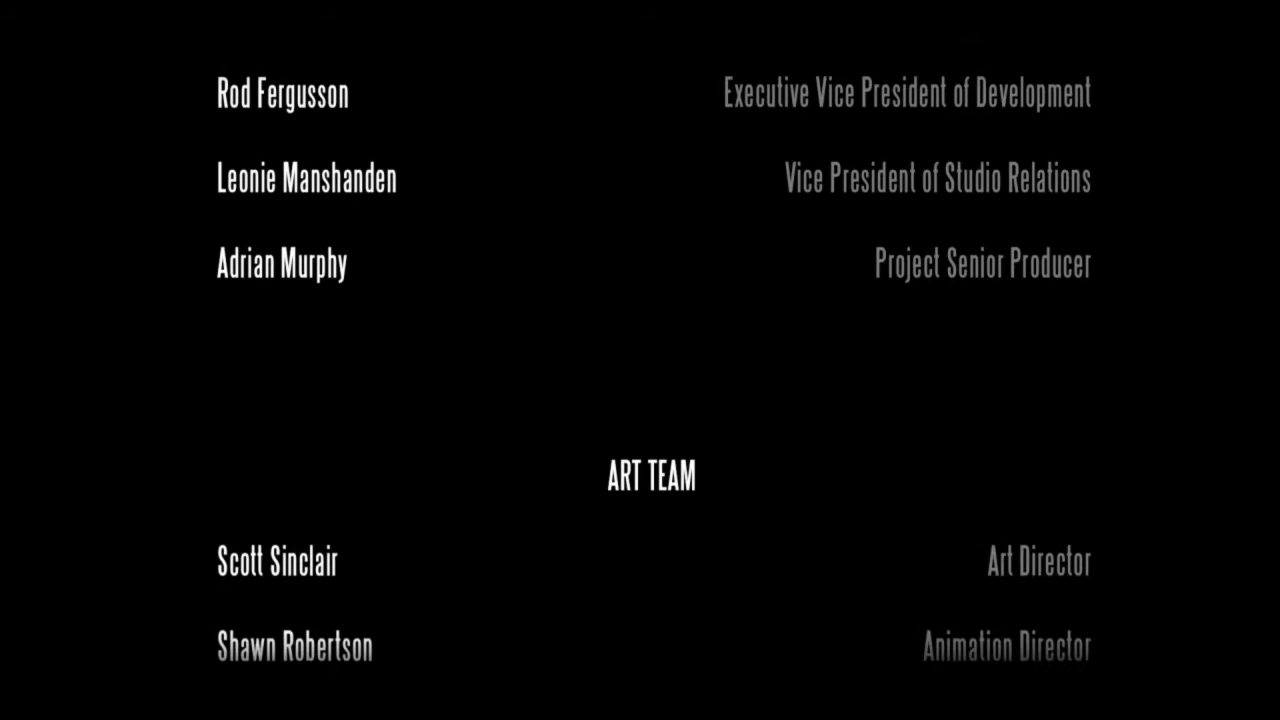 Rod Fergusson Executive Vice President of Development
Leonie Manshanden Vice President of Studio Relations
Adrian Murphy Project Senior Producer
ART TEAM
Scott Sinclair Art Director
Shawn Robertson Animation Director